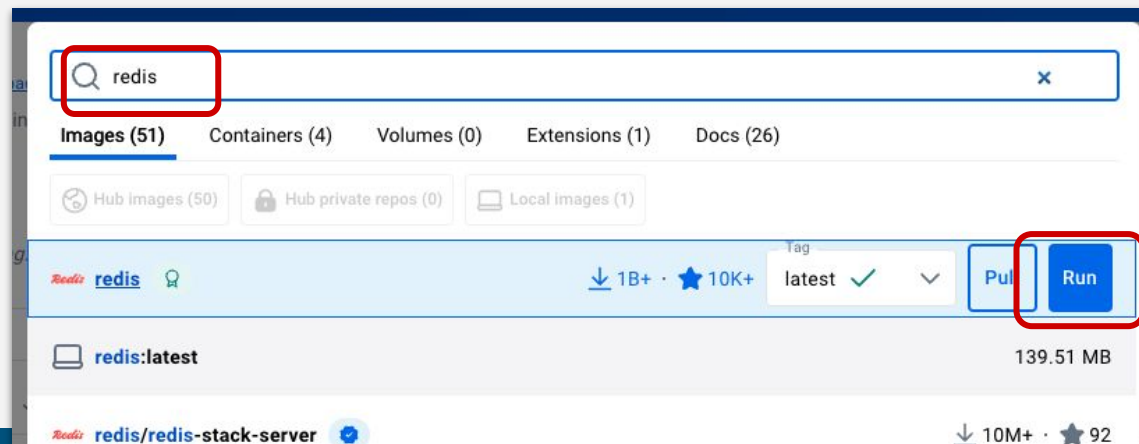 redis
Images (51) Containers (4) Volumes (0) Extensions (1) Docs (26)
Hub images (50) Hub private repos (0) Local images (1)
Tag
Redis redis 1B+ · 10K+ latest Pul Run
redis:latest 139.51 MB
Redis redis/redis-stack-server 10M+ · 92